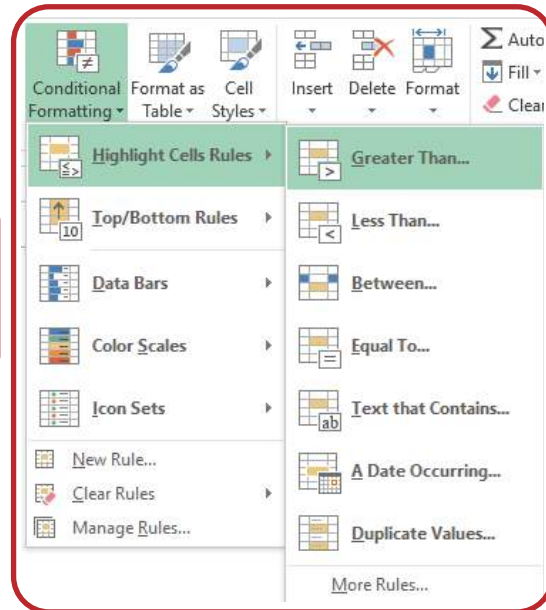 Conditional Formatting
Format as Table
Cell Styles
Insert
Delete
Format
Auto
Fill
Clear
Highlight Cells Rules
Top/Bottom Rules
10
Data Bars
Color Scales
Icon Sets
New Rule...
Clear Rules
Manage Rules...
Greater Than...
Less Than...
Between...
Equal To...
ab
Text that Contains...
A Date Occurring...
Duplicate Values...
More Rules...